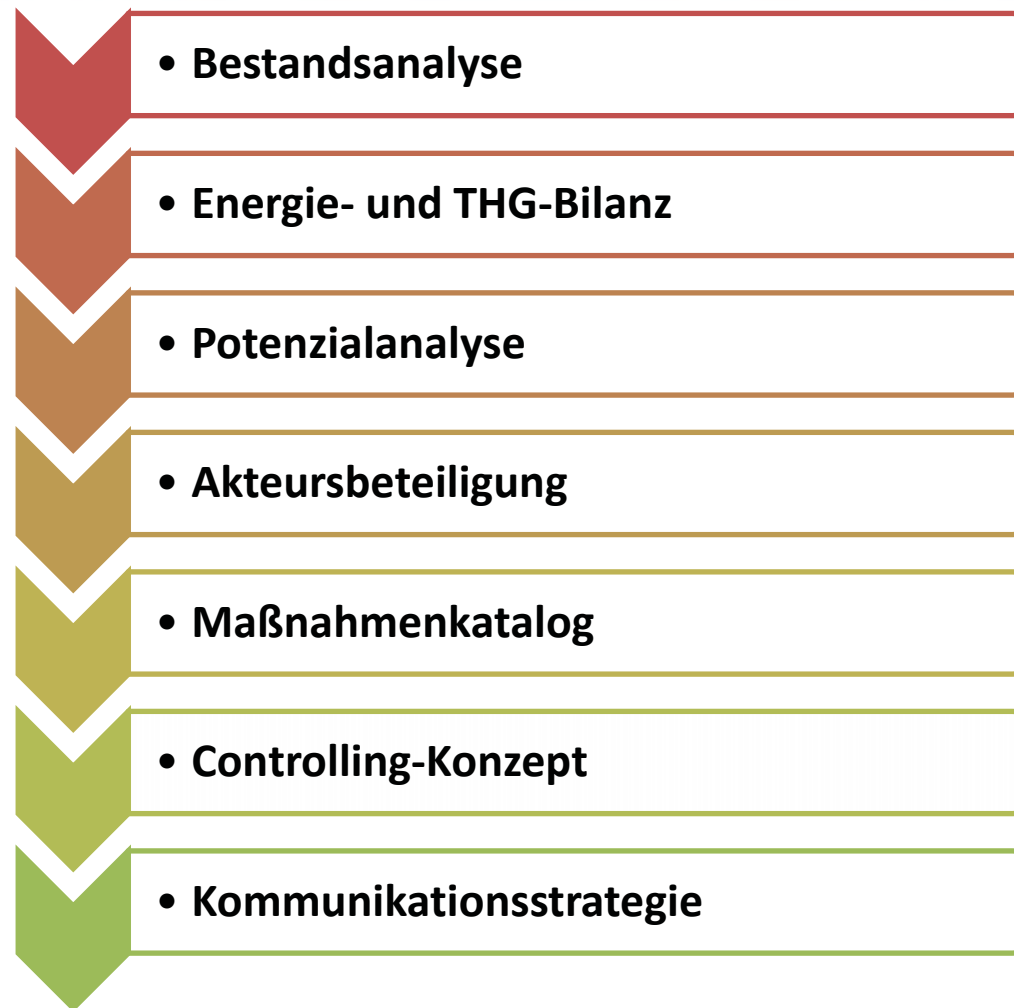 • Bestandsanalyse
• Energie- und THG-Bilanz
• Potenzialanalyse
• Akteursbeteiligung
• Maßnahmenkatalog
• Controlling-Konzept
• Kommunikationsstrategie